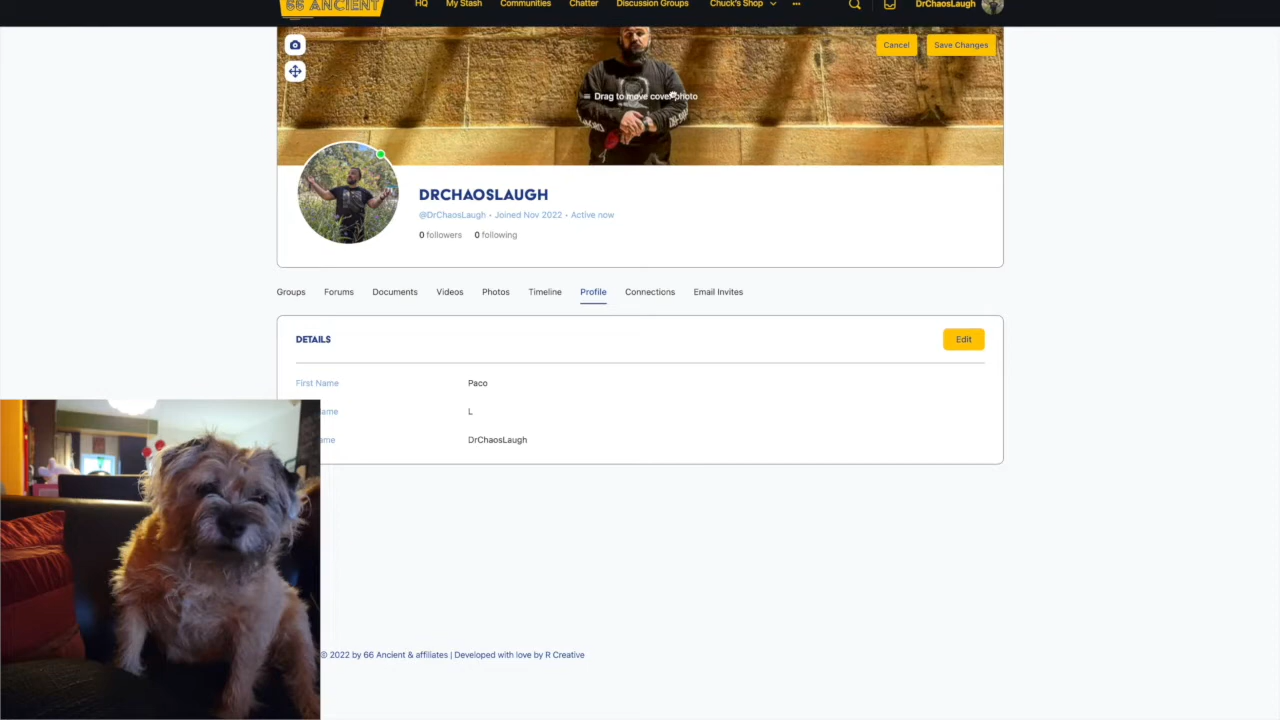 66 ANCIENT
HQ My Stash Communities Chatter Discussion Groups Chuck's Shop DrChaosLaugh
Cancel Save Changes
Drag to move cover photo
DRCHAOSLAUGH
@DrChaosLaugh • Joined Nov 2022 • Active now
0 followers 0 following
Groups Forums Documents Videos Photos Timeline Profile Connections Email Invites
DETAILS Edit
First Name Paco
ame L
me DrChaosLaugh
© 2022 by 66 Ancient & affiliates | Developed with love by R Creative